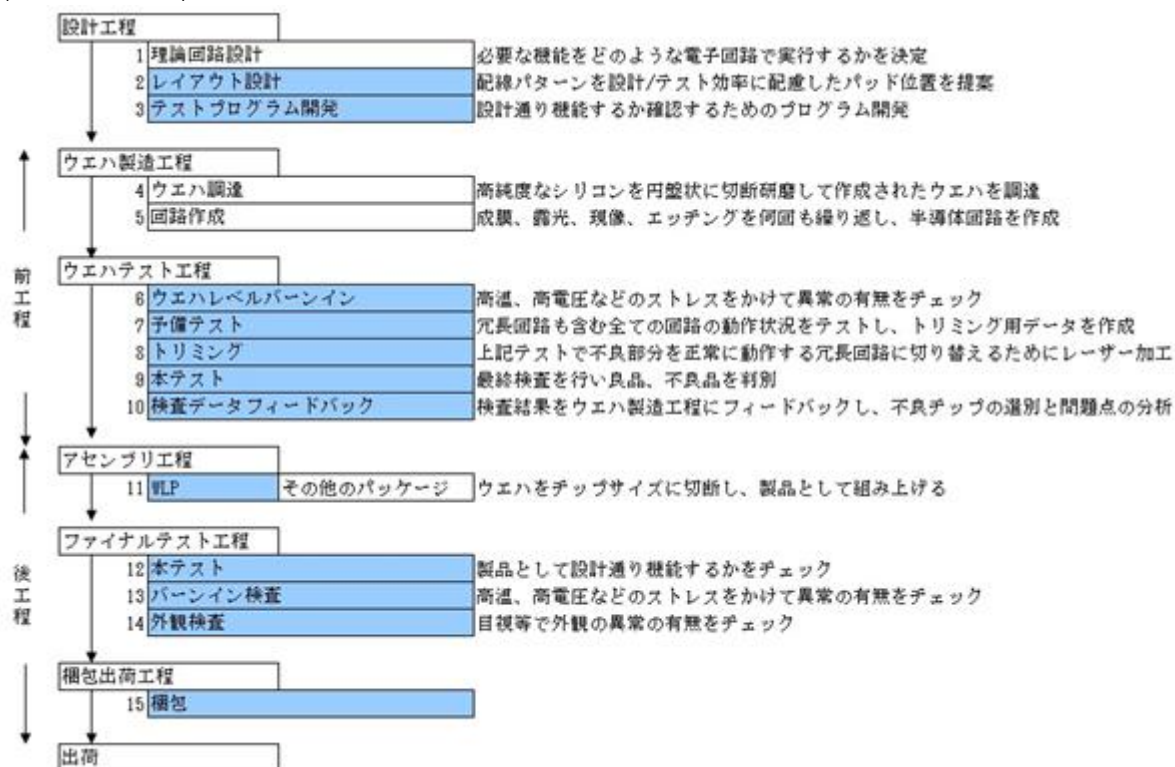 設計工程
1 理論回路設計 必要な機能をどのような電子回路で実行するかを決定
2 レイアウト設計 配線パターンを設計/テスト効率に配慮したパッド位置を提案
3 テストプログラム開発 設計通り機能するか確認するためのプログラム開発
前工程
ウエハ製造工程
4 ウエハ調達 高純度なシリコンを円盤状に切断研磨して作成されたウエハを調達
5 回路作成 成膜、露光、現像、エッチングを何回も繰り返し、半導体回路を作成
ウエハテスト工程
6 ウエハレベルバーンイン 高温、高電圧などのストレスをかけて異常の有無をチェック
7 予備テスト 冗長回路も含む全ての回路の動作状況をテストし、トリミング用データを作成
8 トリミング 上記テストで不良部分を正常に動作する冗長回路に切り替えるためにレーザー加工
9 本テスト 最終検査を行い良品、不良品を判別
10 検査データフィードバック 検査結果をウエハ製造工程にフィードバックし、不良チップの選別と問題点の分析
後工程
アセンブリ工程
11 WLP その他のパッケージ ウエハをチップサイズに切断し、製品として組み上げる
ファイナルテスト工程
12 本テスト 製品として設計通り機能するかをチェック
13 バーンイン検査 高温、高電圧などのストレスをかけて異常の有無をチェック
14 外観検査 目視等で外観の異常の有無をチェック
梱包出荷工程
15 梱包
出荷